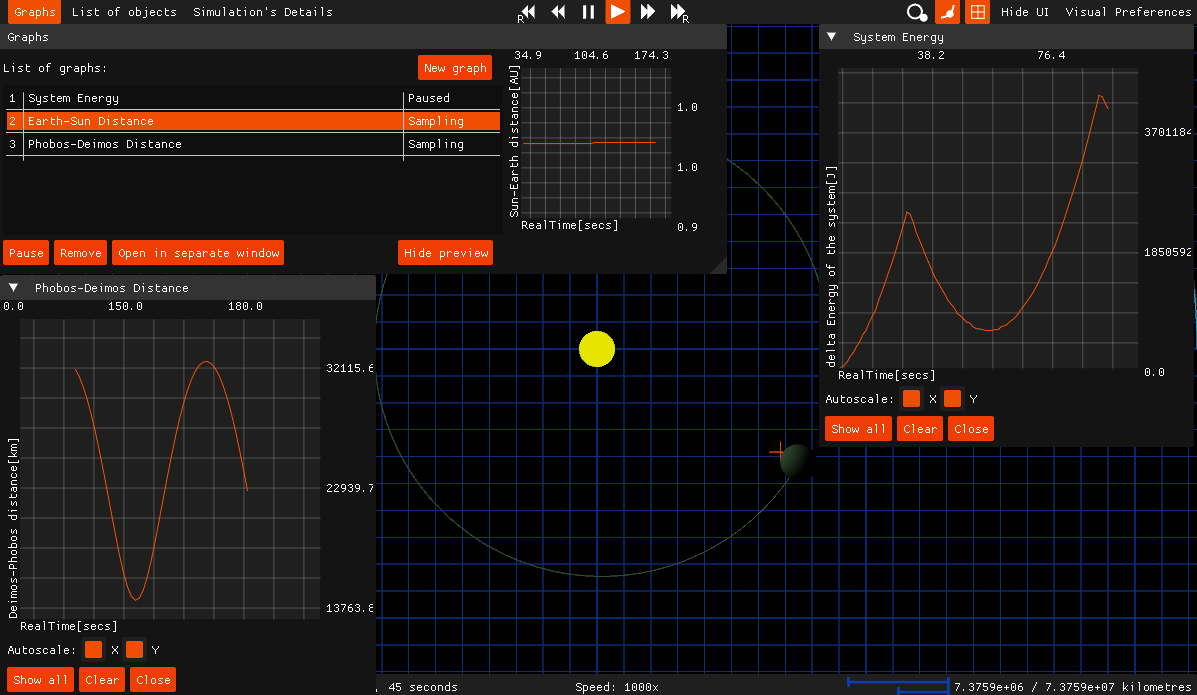 Graphs List of objects Simulation's Details R R Hide UI Visual Preferences
Graphs
List of graphs:
New graph
1 System Energy Paused
2 Earth-Sun Distance Sampling
3 Phobos-Deimos Distance Sampling
Pause Remove Open in separate window Hide preview
34.9 104.6 174.3
Sun-Earth distance[AU]
1.0
1.0
0.9
RealTime[secs]
System Energy
38.2 76.4
delta Energy of the system[J]
3701184
1850592
0.0
RealTime[secs]
Autoscale: X Y
Show all Clear Close
Phobos-Deimos Distance
0.0 150.0 180.0
Deimos-Phobos distance[km]
32115.6
22939.7
13763.8
RealTime[secs]
Autoscale: X Y
Show all Clear Close
45 seconds Speed: 1000x 7.3759e+06 / 7.3759e+07 kilometres